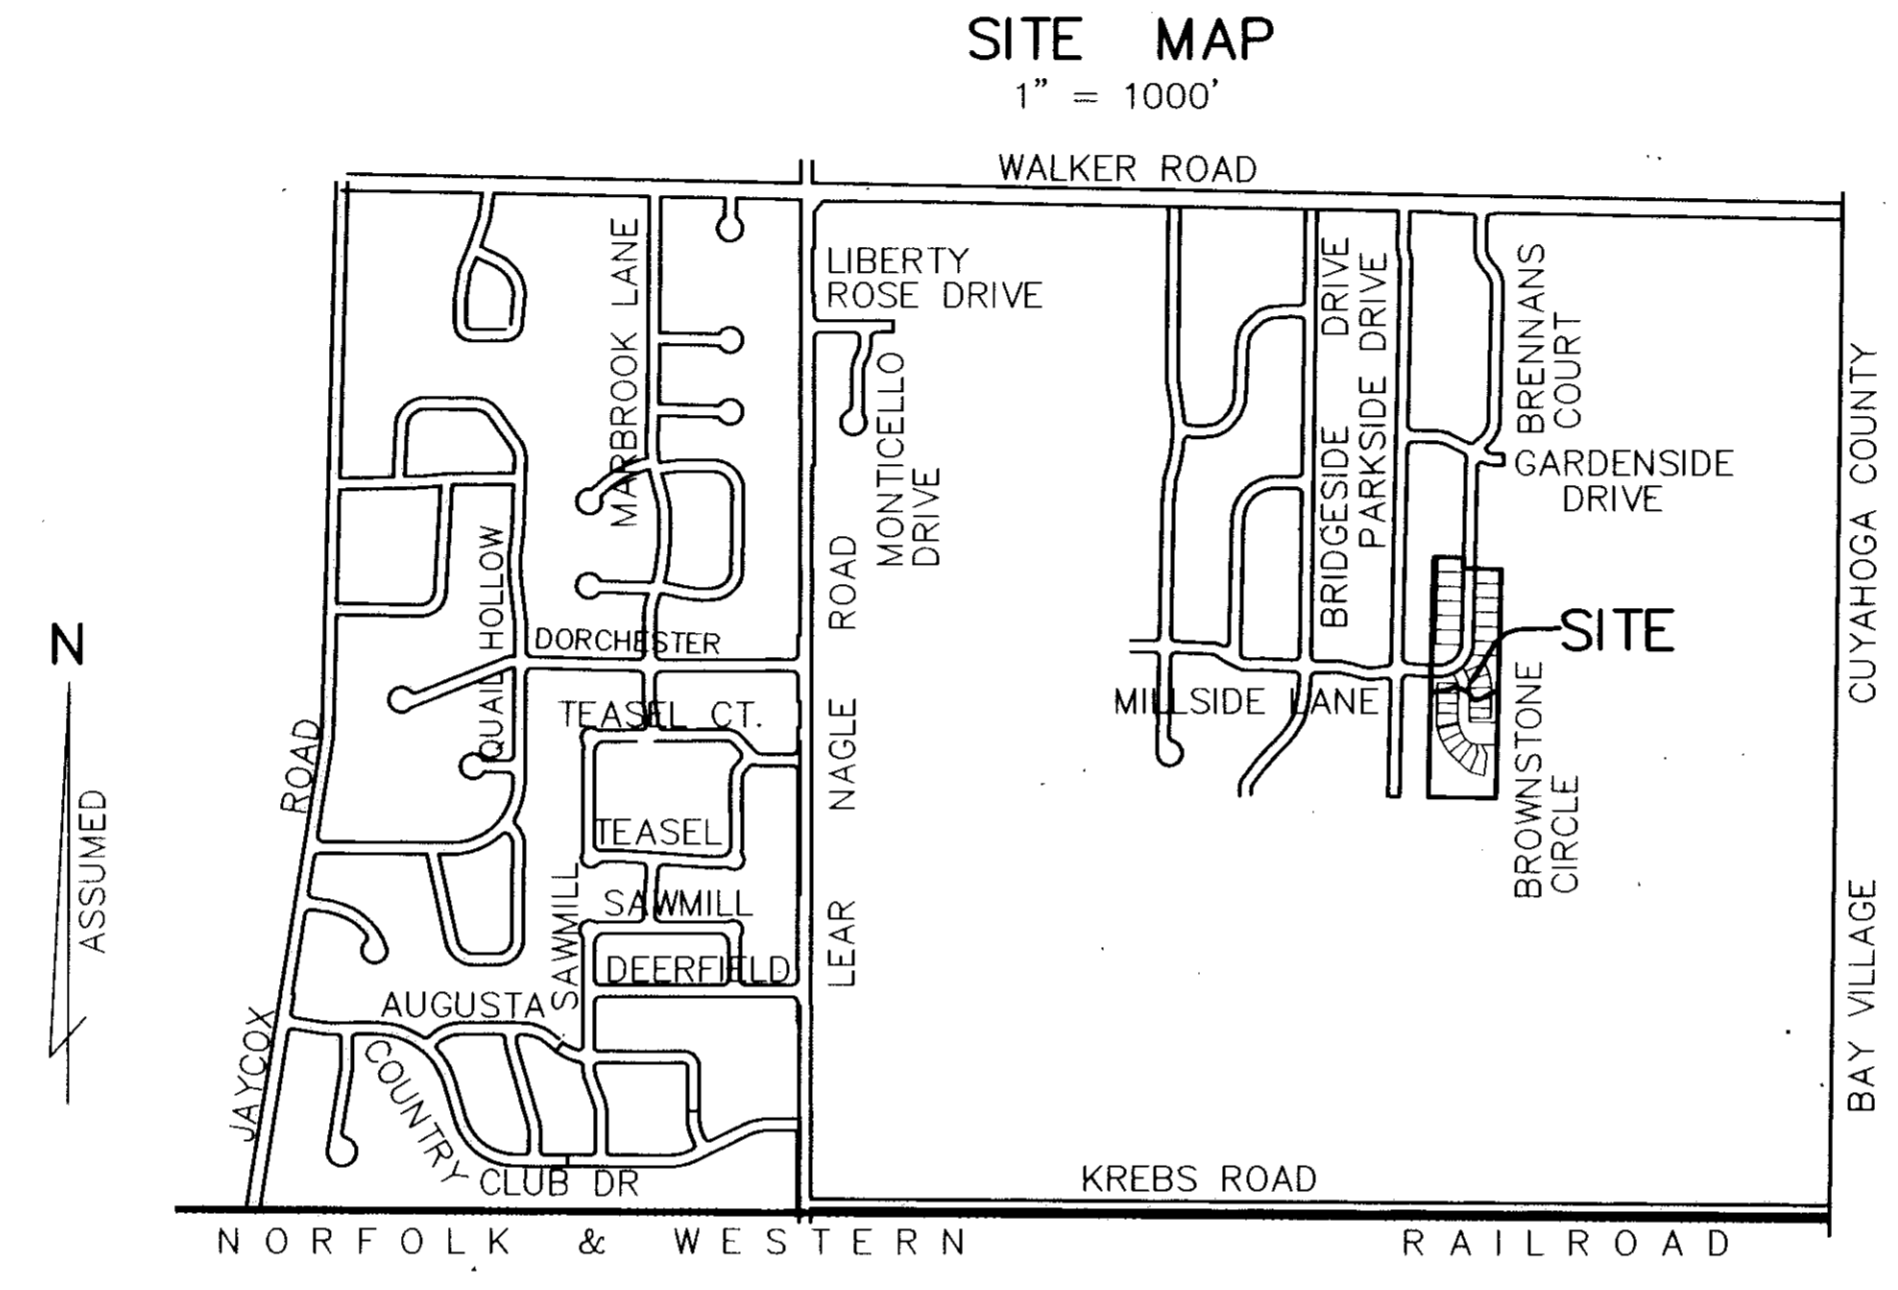 SITE MAP
1" = 1000'
WALKER ROAD
LIBERTY
ROSE DRIVE
MONTICELLO
DRIVE
MARBROOK LANE
BRIDGESIDE DRIVE
PARKSIDE DRIVE
BRENNANS
COURT
GARDENSIDE
DRIVE
SITE
BROWNSTONE
CIRCLE
MILLSIDE LANE
BAY VILLAGE CUYAHOGA COUNTY
LEAR NAGLE ROAD
QUAIL HOLLOW
DORCHESTER
TEASEL CT.
TEASEL
SAWMILL
SAWMILL
DEERFIELD
AUGUSTA
COUNTRY
CLUB DR
JAYCOX ROAD
N
ASSUMED
KREBS ROAD
NORFOLK & WESTERN RAILROAD